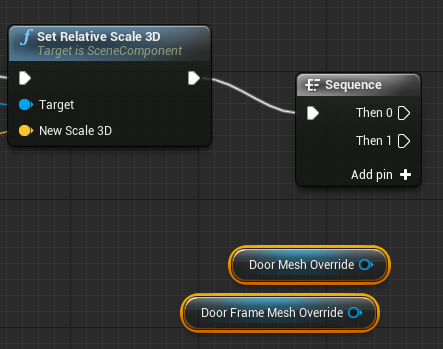 Set Relative Scale 3D
Target is SceneComponent
Target
New Scale 3D
Sequence
Then 0
Then 1
Add pin
Door Mesh Override
Door Frame Mesh Override